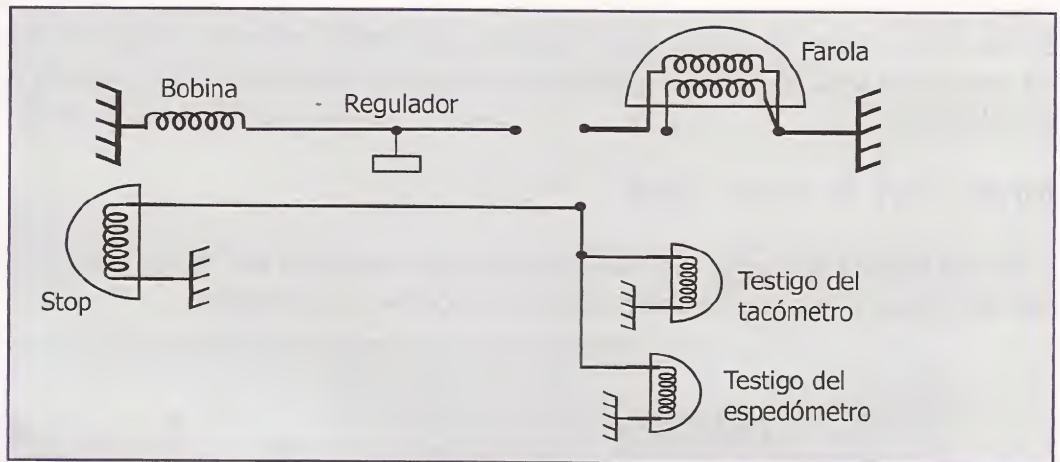 Farola
Bobina
Regulador
Stop
Testigo del
tacómetro
Testigo del
espedómetro